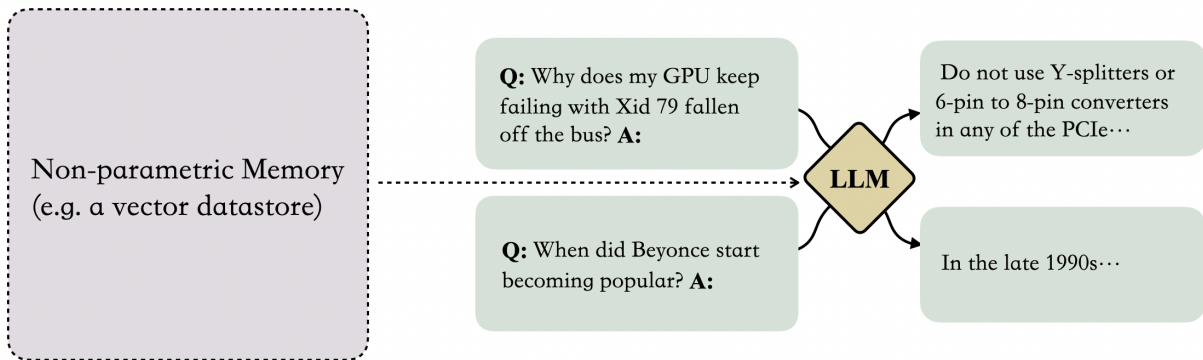 Non-parametric Memory
(e.g. a vector datastore)
Q: Why does my GPU keep
failing with Xid 79 fallen
off the bus? A:
Q: When did Beyonce start
becoming popular? A:
LLM
Do not use Y-splitters or
6-pin to 8-pin converters
in any of the PCIe···
In the late 1990s···